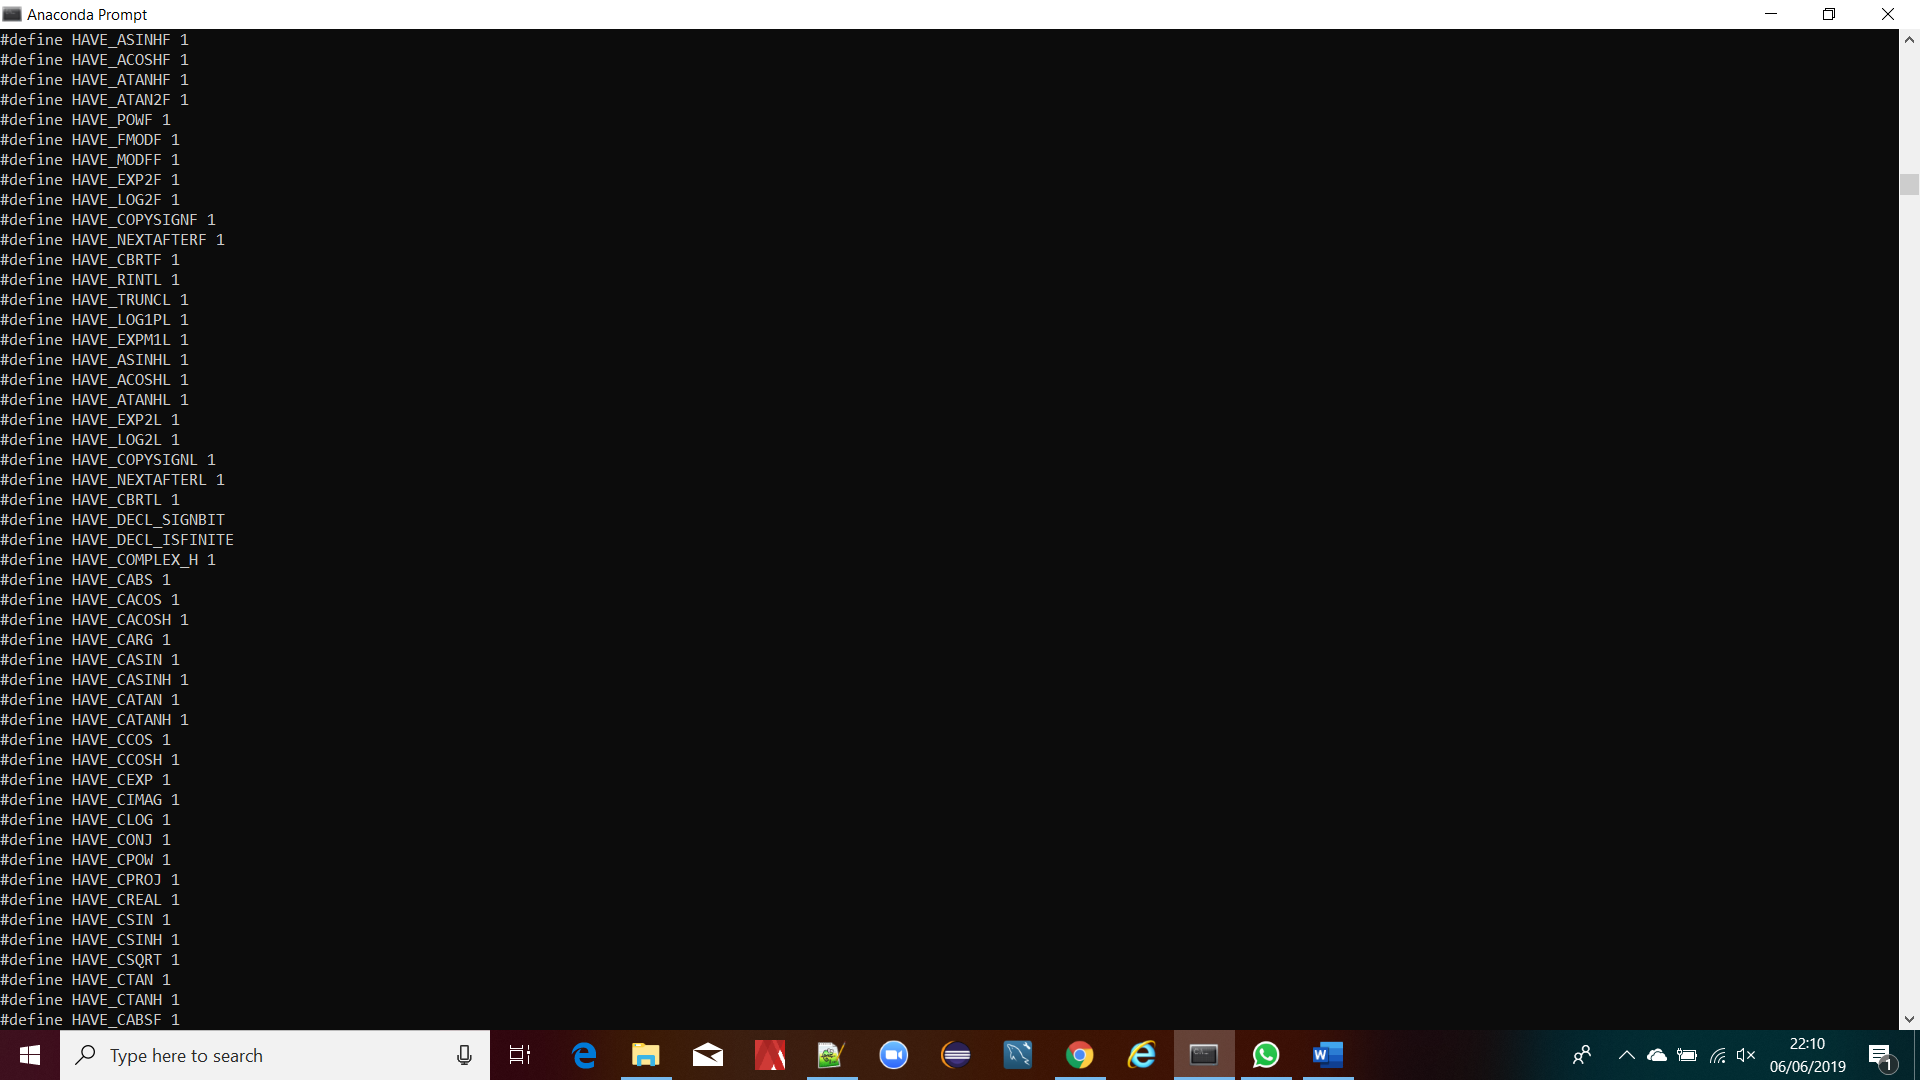 Anaconda Prompt
#define HAVE_ASINHF 1
#define HAVE_ACOSHF 1
#define HAVE_ATANHF 1
#define HAVE_ATAN2F 1
#define HAVE_POWF 1
#define HAVE_FMODF 1
#define HAVE_MODFF 1
#define HAVE_EXP2F 1
#define HAVE_LOG2F 1
#define HAVE_COPYSIGNF 1
#define HAVE_NEXTAFTERF 1
#define HAVE_CBRTF 1
#define HAVE_RINTL 1
#define HAVE_TRUNCL 1
#define HAVE_LOG1PL 1
#define HAVE_EXPM1L 1
#define HAVE_ASINHL 1
#define HAVE_ACOSHL 1
#define HAVE_ATANHL 1
#define HAVE_EXP2L 1
#define HAVE_LOG2L 1
#define HAVE_COPYSIGNL 1
#define HAVE_NEXTAFTERL 1
#define HAVE_CBRTL 1
#define HAVE_DECL_SIGNBIT
#define HAVE_DECL_ISFINITE
#define HAVE_COMPLEX_H 1
#define HAVE_CABS 1
#define HAVE_CACOS 1
#define HAVE_CACOSH 1
#define HAVE_CARG 1
#define HAVE_CASIN 1
#define HAVE_CASINH 1
#define HAVE_CATAN 1
#define HAVE_CATANH 1
#define HAVE_CCOS 1
#define HAVE_CCOSH 1
#define HAVE_CEXP 1
#define HAVE_CIMAG 1
#define HAVE_CLOG 1
#define HAVE_CONJ 1
#define HAVE_CPOW 1
#define HAVE_CPROJ 1
#define HAVE_CREAL 1
#define HAVE_CSIN 1
#define HAVE_CSINH 1
#define HAVE_CSQRT 1
#define HAVE_CTAN 1
#define HAVE_CTANH 1
#define HAVE_CABSF 1
Type here to search
22:10
06/06/2019
1